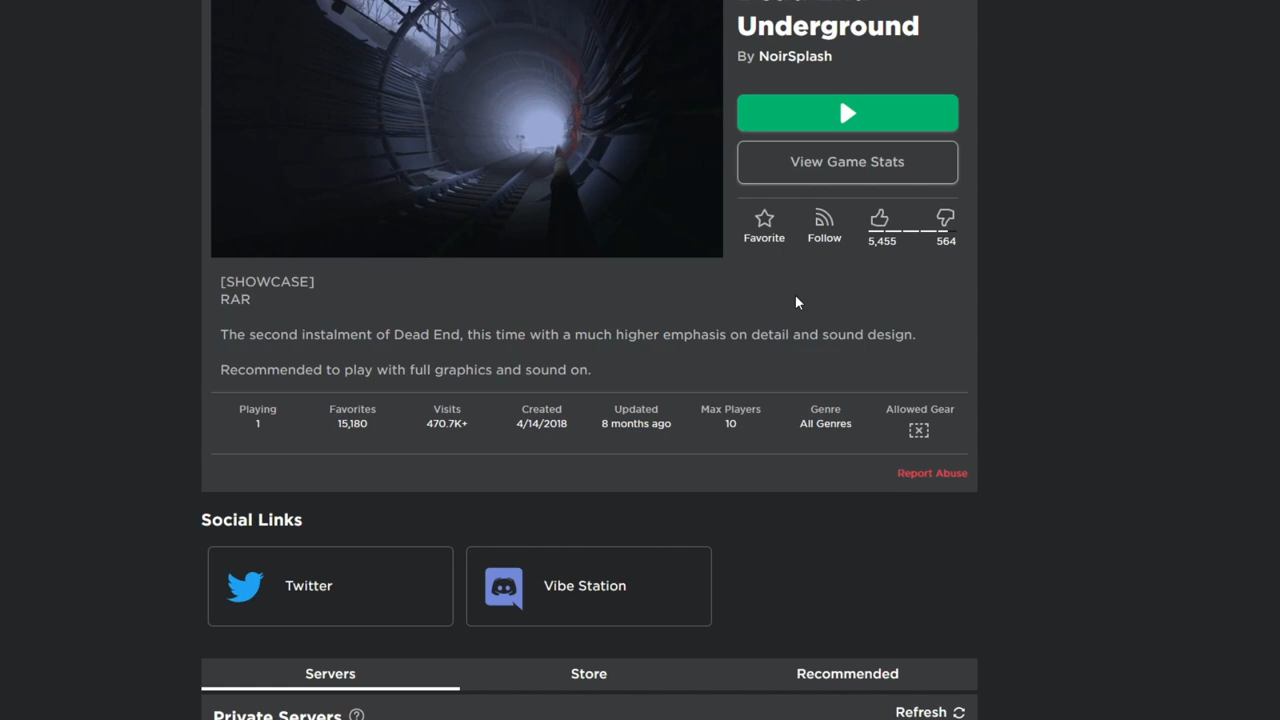 Underground
By NoirSplash
View Game Stats
Favorite
Follow
5,455
564
[SHOWCASE]
RAR
The second instalment of Dead End, this time with a much higher emphasis on detail and sound design.
Recommended to play with full graphics and sound on.
Playing
1
Favorites
15,180
Visits
470.7K+
Created
4/14/2018
Updated
8 months ago
Max Players
10
Genre
All Genres
Allowed Gear
Report Abuse
Social Links
Twitter
Vibe Station
Servers
Store
Recommended
Private Servers
Refresh